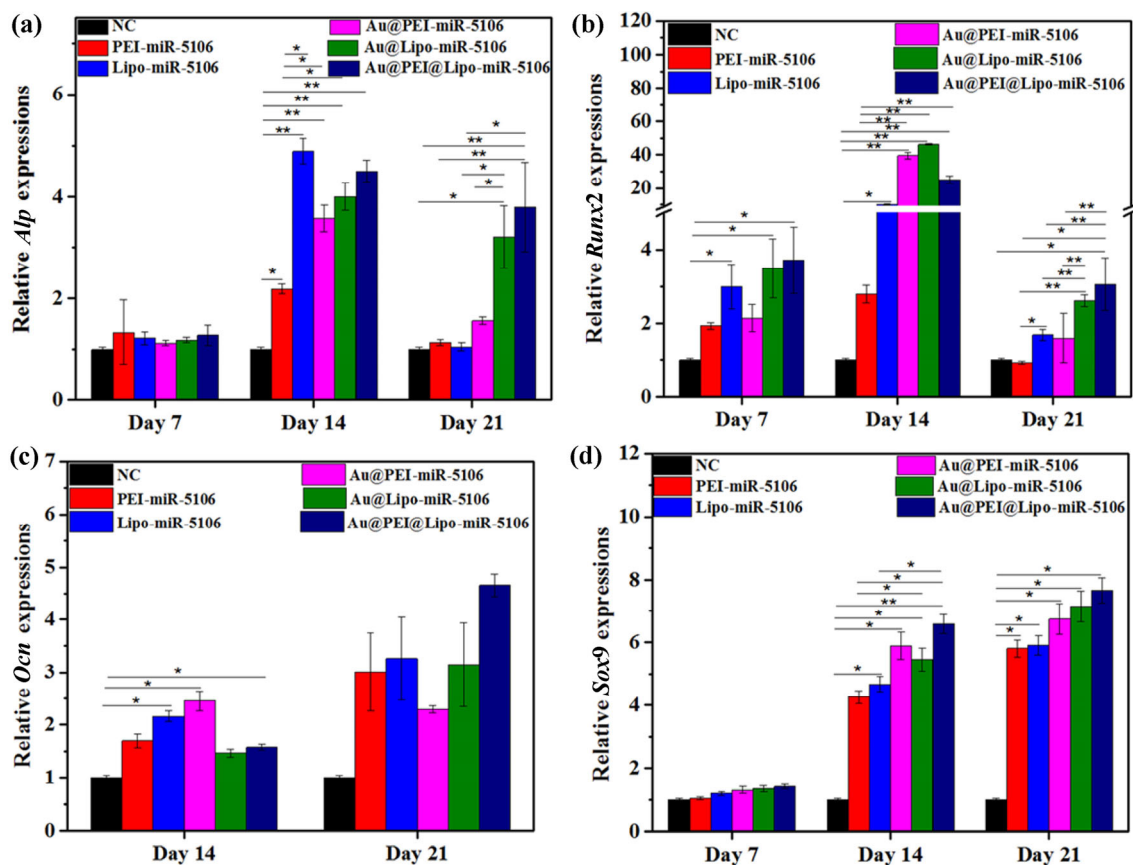 (a)
NC
PEI-miR-5106
Lipo-miR-5106
Au@PEI-miR-5106
Au@Lipo-miR-5106
Au@PEI@Lipo-miR-5106
Relative Alp expressions
6
4
2
0
* * * ** ** ** ** *
* ** ** * * *
Day 7 Day 14 Day 21
(b)
NC
PEI-miR-5106
Lipo-miR-5106
Au@PEI-miR-5106
Au@Lipo-miR-5106
Au@PEI@Lipo-miR-5106
Relative Runx2 expressions
120
100
80
60
40
20
4
2
0
* *
** ** ** ** ** *
** ** * * ** ** ** *
Day 7 Day 14 Day 21
(c)
NC
PEI-miR-5106
Lipo-miR-5106
Au@PEI-miR-5106
Au@Lipo-miR-5106
Au@PEI@Lipo-miR-5106
Relative Ocn expressions
7
6
5
4
3
2
1
0
* * *
Day 14 Day 21
(d)
NC
PEI-miR-5106
Lipo-miR-5106
Au@PEI-miR-5106
Au@Lipo-miR-5106
Au@PEI@Lipo-miR-5106
Relative Sox9 expressions
12
10
8
6
4
2
0
* * * ** * * *
* * * * *
Day 7 Day 14 Day 21